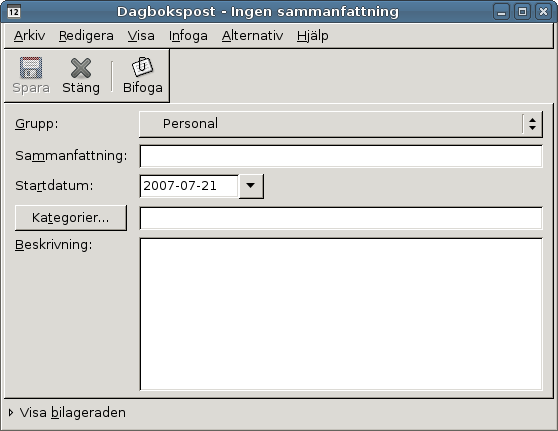 12 Dagbokspost - Ingen sammanfattning
Arkiv Redigera Visa Infoga Alternativ Hjälp
Spara Stäng Bifoga
Grupp: Personal
Sammanfattning:
Startdatum: 2007-07-21
Kategorier...
Beskrivning:
Visa bilageraden